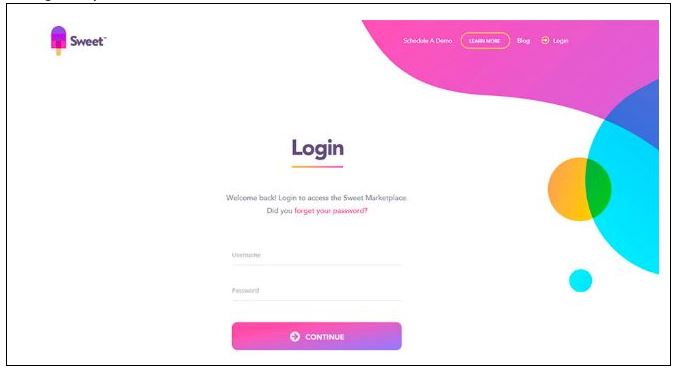 Sweet™
Schedule A Demo LEARN MORE Blog Login
Login
Welcome back! Login to access the Sweet Marketplace.
Did you forget your password?
Username
Password
CONTINUE